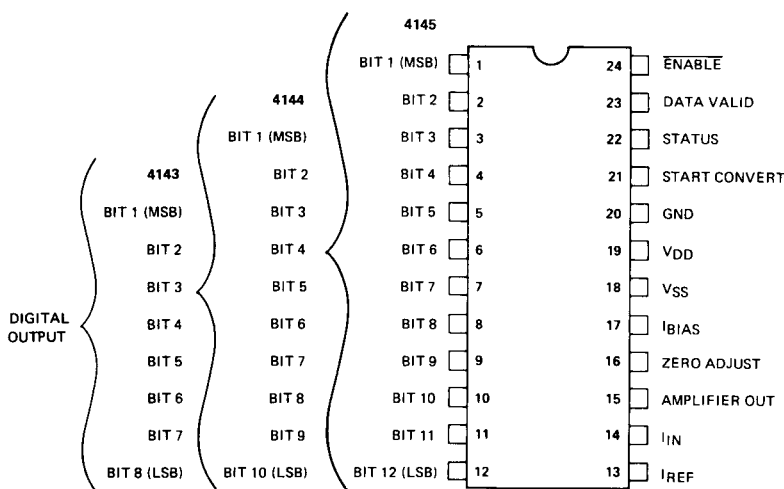 4145
BIT 1 (MSB) 1 24 ENABLE
4144 BIT 2 2 23 DATA VALID
BIT 1 (MSB) BIT 3 3 22 STATUS
4143 BIT 2 BIT 4 4 21 START CONVERT
BIT 1 (MSB) BIT 3 BIT 5 5 20 GND
BIT 2 BIT 4 BIT 6 6 19 VDD
BIT 3 BIT 5 BIT 7 7 18 VSS
DIGITAL OUTPUT BIT 4 BIT 6 BIT 8 8 17 IBIAS
BIT 5 BIT 7 BIT 9 9 16 ZERO ADJUST
BIT 6 BIT 8 BIT 10 10 15 AMPLIFIER OUT
BIT 7 BIT 9 BIT 11 11 14 IIN
BIT 8 (LSB) BIT 10 (LSB) BIT 12 (LSB) 12 13 IREF